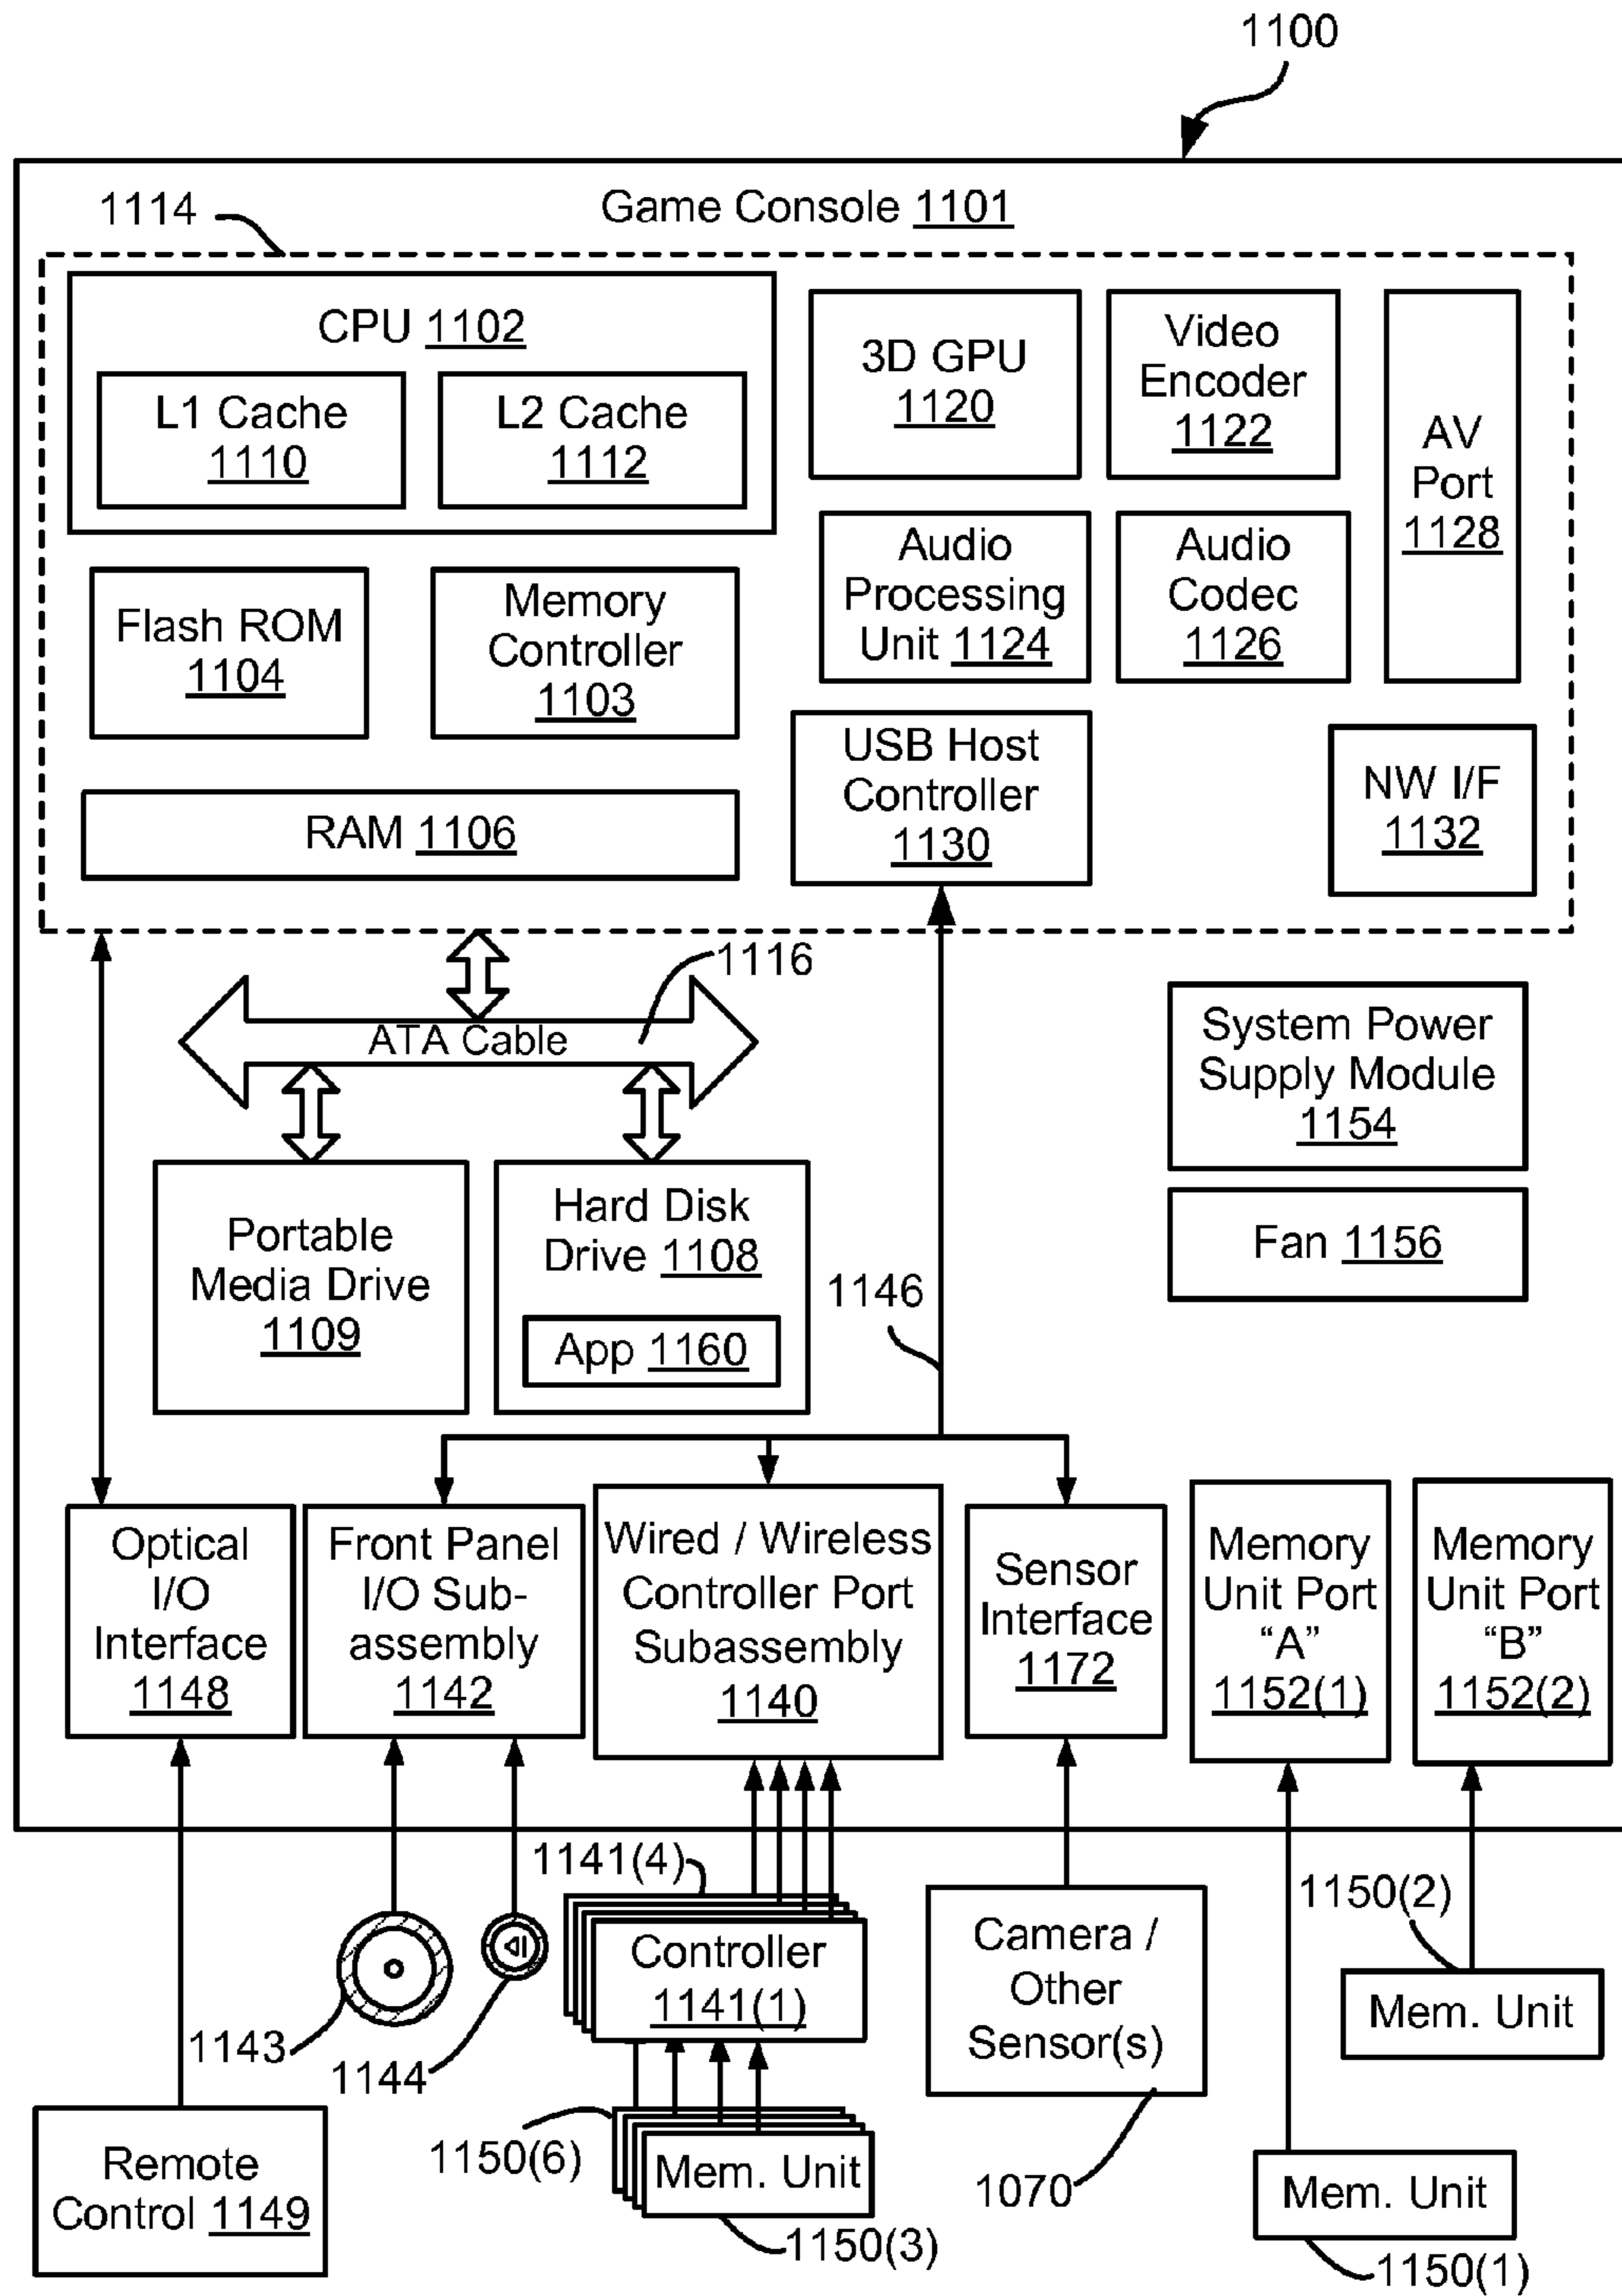 1100
Game Console 1101
1114
CPU 1102
L1 Cache
1110
L2 Cache
1112
3D GPU
1120
Video
Encoder
1122
AV
Port
1128
Flash ROM
1104
Memory
Controller
1103
Audio
Processing
Unit 1124
Audio
Codec
1126
RAM 1106
USB Host
Controller
1130
NW I/F
1132
1116
ATA Cable
System Power
Supply Module
1154
Fan 1156
Portable
Media Drive
1109
Hard Disk
Drive 1108
App 1160
1146
Optical
I/O
Interface
1148
Front Panel
I/O Sub-
assembly
1142
Wired / Wireless
Controller Port
Subassembly
1140
Sensor
Interface
1172
Memory
Unit Port
“A”
1152(1)
Memory
Unit Port
“B”
1152(2)
1141(4)
Controller
1141(1)
Camera /
Other
Sensor(s)
1070
1150(2)
Mem. Unit
1143
1144
Remote
Control 1149
1150(6)
Mem. Unit
1150(3)
Mem. Unit
1150(1)